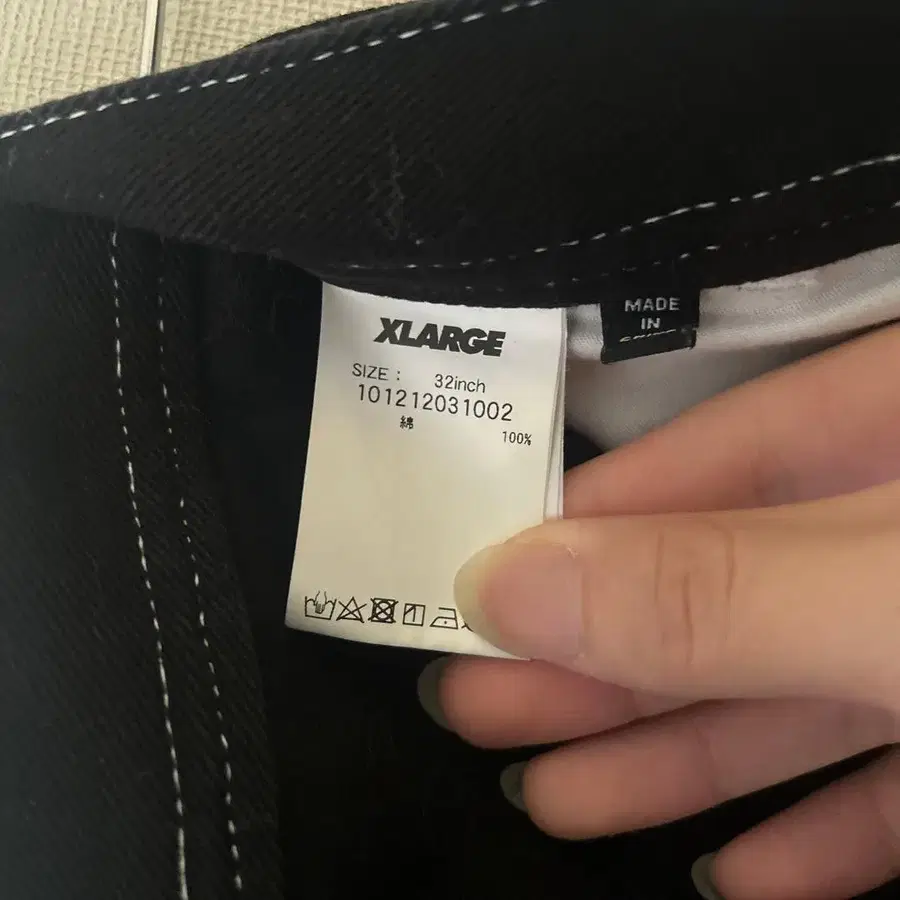 XLARGE
SIZE : 32inch
101212031002
綿 100%
MADE
IN